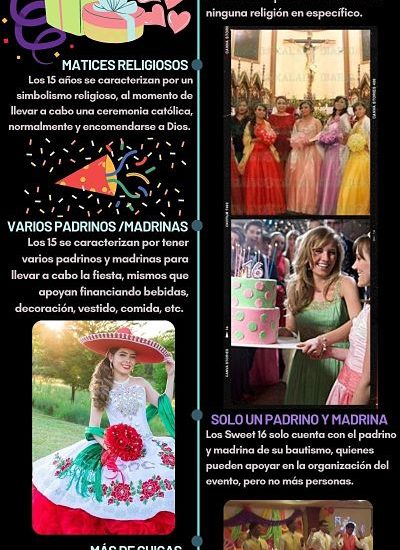 ninguna religión en específico.
MATICES RELIGIOSOS
Los 15 años se caracterizan por un
simbolismo religioso, al momento de
llevar a cabo una ceremonia católica,
normalmente y encomendarse a Dios.
VARIOS PADRINOS /MADRINAS
Los 15 se caracterizan por tener
varios padrinos y madrinas para
llevar a cabo la fiesta, mismos que
apoyan financiando bebidas,
decoración, vestido, comida, etc.
16
SOLO UN PADRINO Y MADRINA
Los Sweet 16 solo cuenta con el padrino
y madrina de su bautismo, quienes
pueden apoyar en la organización del
evento, pero no más personas.
MÁS DE CHICAS